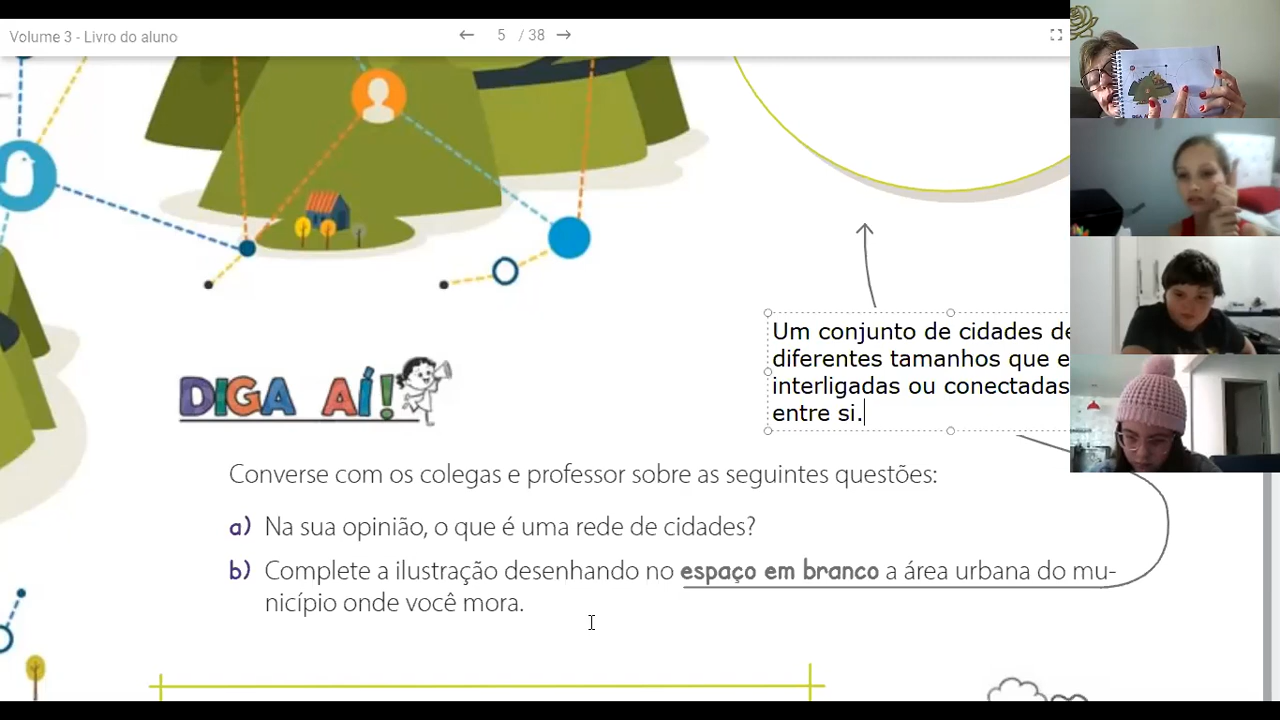 Volume 3 - Livro do aluno
5 / 38
Um conjunto de cidades de
diferentes tamanhos que e
interligadas ou conectadas
entre si.
DIGA AÍ!
Converse com os colegas e professor sobre as seguintes questões:
a) Na sua opinião, o que é uma rede de cidades?
b) Complete a ilustração desenhando no espaço em branco a área urbana do mu-
nicípio onde você mora.